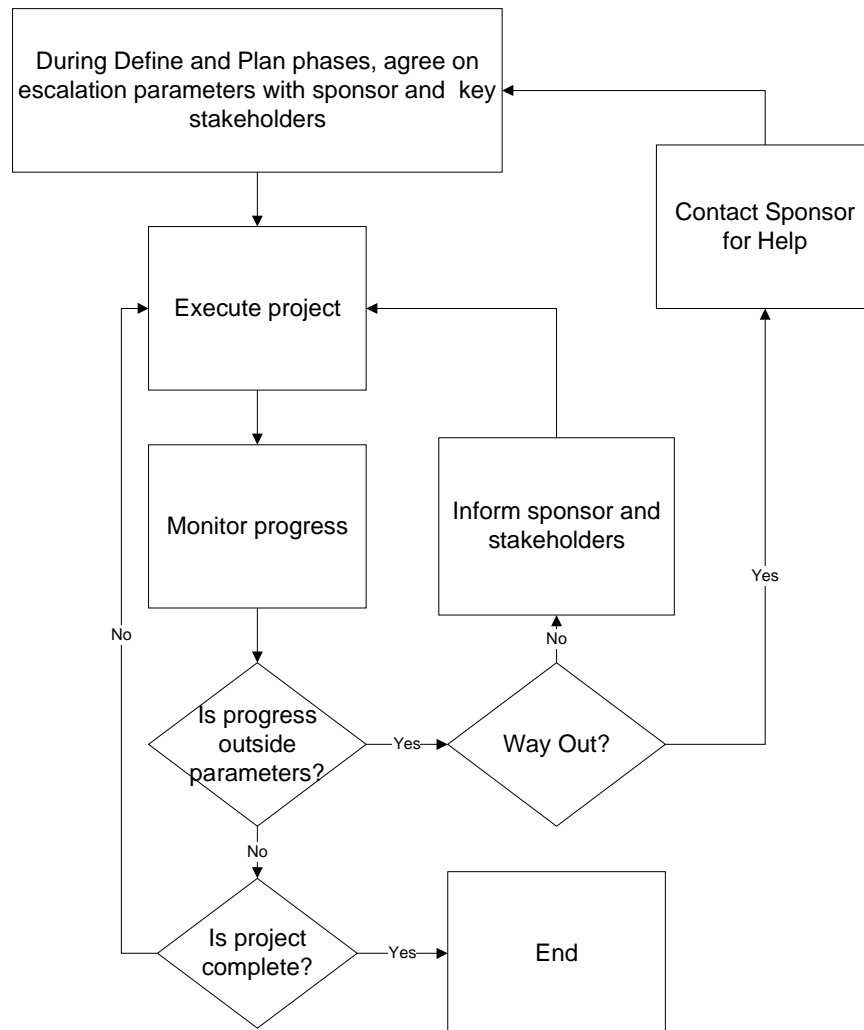 During Define and Plan phases, agree on
escalation parameters with sponsor and  key
stakeholders
Contact Sponsor
for Help
Execute project
Monitor progress
Inform sponsor and
stakeholders
Yes
No
No
Is progress
outside
parameters?
Yes
Way Out?
No
Is project
complete?
Yes
End